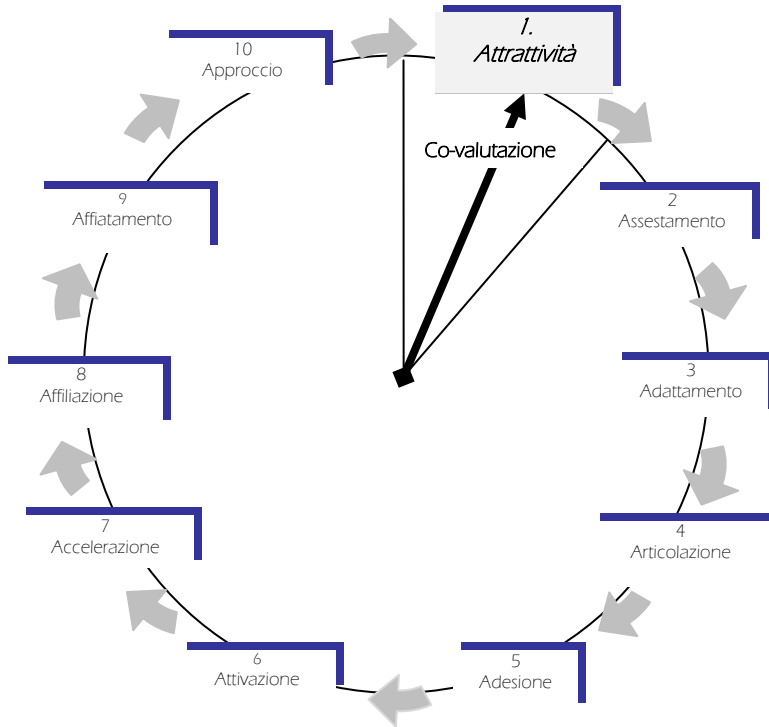 1.
Attrattività
Co-valutazione
2
Assestamento
3
Adattamento
4
Articolazione
5
Adesione
6
Attivazione
7
Accelerazione
8
Affiliazione
9
Affiatamento
10
Approccio